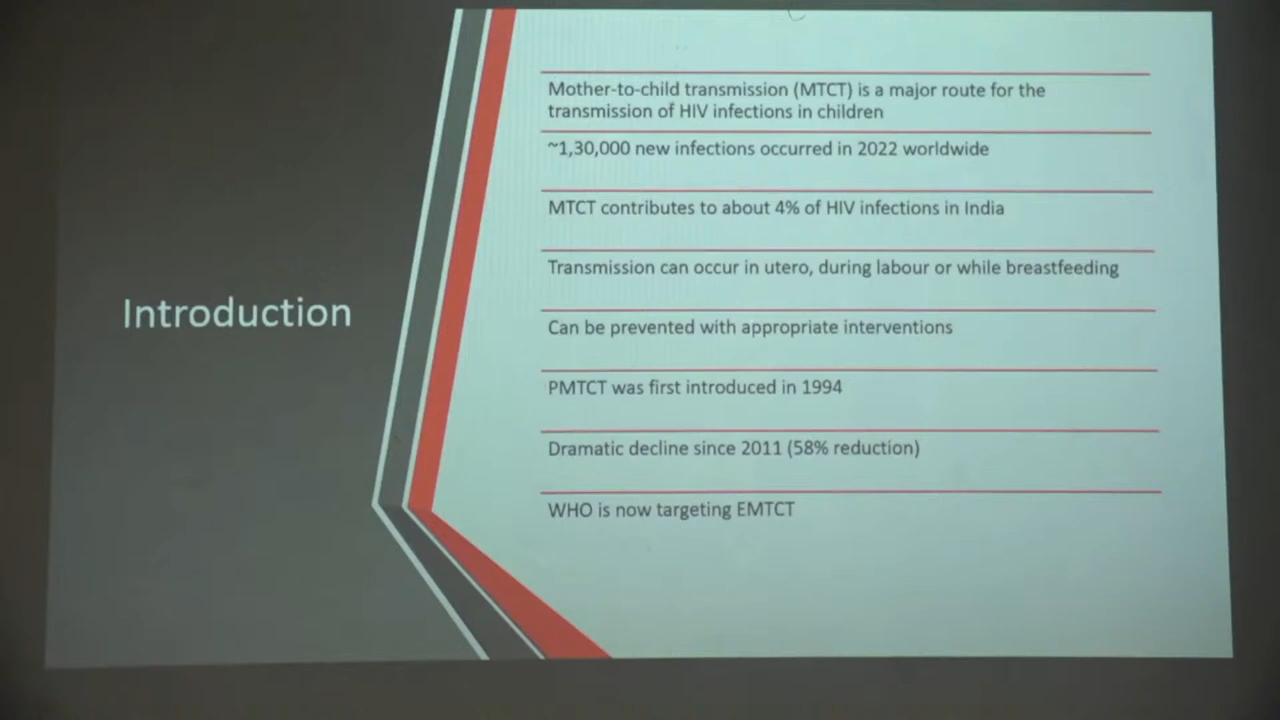 Introduction
Mother-to-child transmission (MTCT) is a major route for the
transmission of HIV infections in children
~1,30,000 new infections occurred in 2022 worldwide
MTCT contributes to about 4% of HIV infections in India
Transmission can occur in utero, during labour or while breastfeeding
Can be prevented with appropriate interventions
PMTCT was first introduced in 1994
Dramatic decline since 2011 (58% reduction)
WHO is now targeting EMTCT